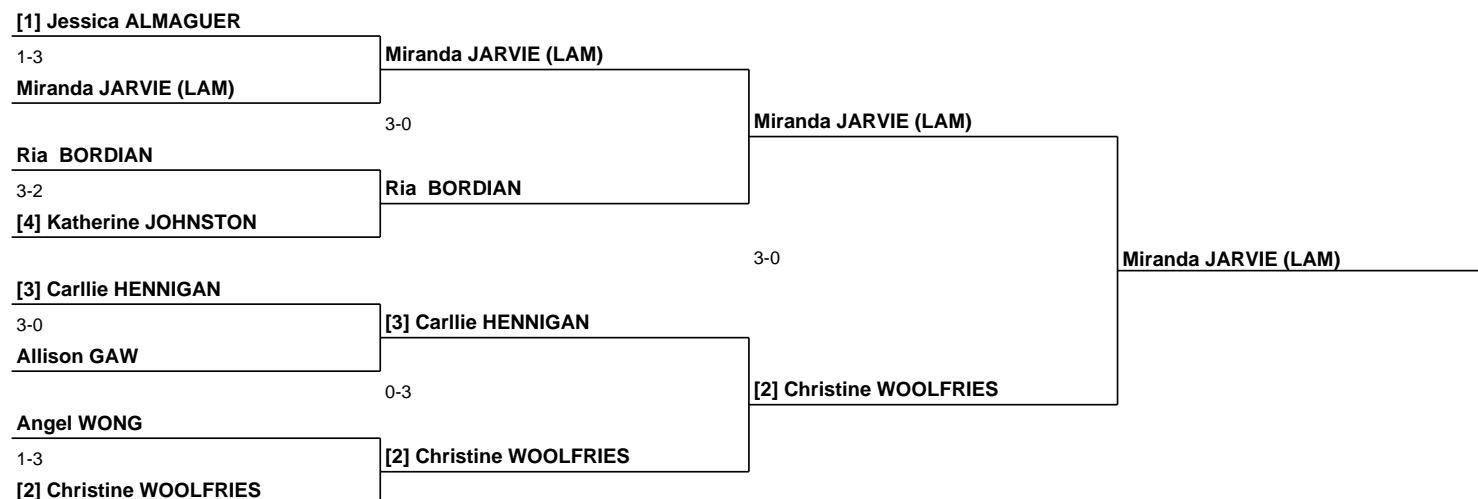 [1] Jessica ALMAGUER
1-3
Miranda JARVIE (LAM)
Miranda JARVIE (LAM)
3-0
Miranda JARVIE (LAM)
Ria BORDIAN
3-2
Ria BORDIAN
[4] Katherine JOHNSTON
3-0
Miranda JARVIE (LAM)
[3] Carllie HENNIGAN
3-0
[3] Carllie HENNIGAN
Allison GAW
0-3
[2] Christine WOOLFRIES
Angel WONG
1-3
[2] Christine WOOLFRIES
[2] Christine WOOLFRIES